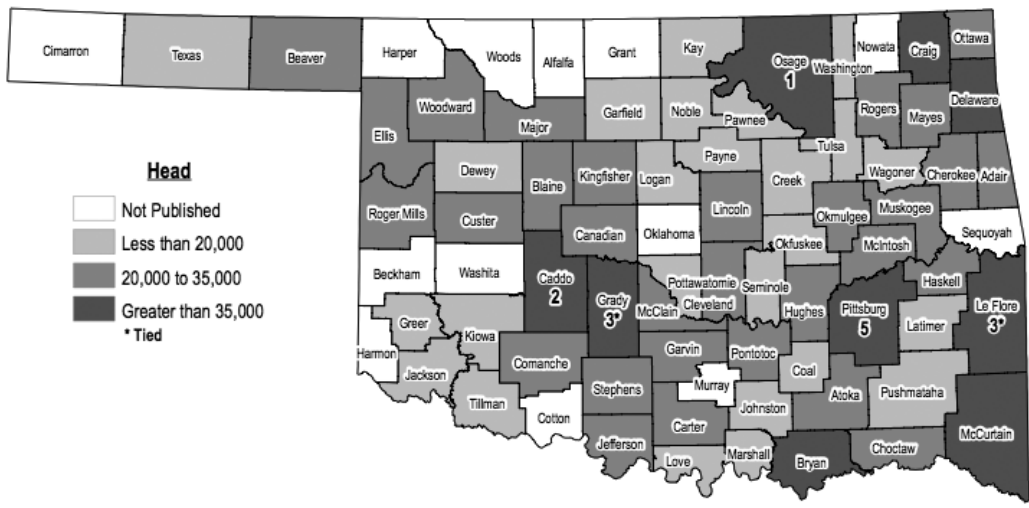 Cimarron
Texas
Beaver
Harper
Woods
Alfalfa
Grant
Kay
Osage
1
Washington
Nowata
Craig
Ottawa
Ellis
Woodward
Major
Garfield
Noble
Pawnee
Rogers
Mayes
Delaware
Head
Not Published
Less than 20,000
20,000 to 35,000
Greater than 35,000
* Tied
Dewey
Blaine
Kingfisher
Logan
Payne
Creek
Tulsa
Wagoner
Cherokee
Adair
Roger Mills
Custer
Canadian
Oklahoma
Lincoln
Okfuskee
Okmulgee
Muskogee
McIntosh
Sequoyah
Beckham
Washita
Caddo
2
Grady
3*
McClain
Pottawatomie
Cleveland
Seminole
Hughes
Pittsburg
5
Haskell
Latimer
Le Flore
3*
Harmon
Greer
Kiowa
Jackson
Comanche
Tillman
Cotton
Stephens
Garvin
Pontotoc
Coal
Murray
Johnston
Atoka
Pushmataha
McCurtain
Jefferson
Carter
Love
Marshall
Bryan
Choctaw